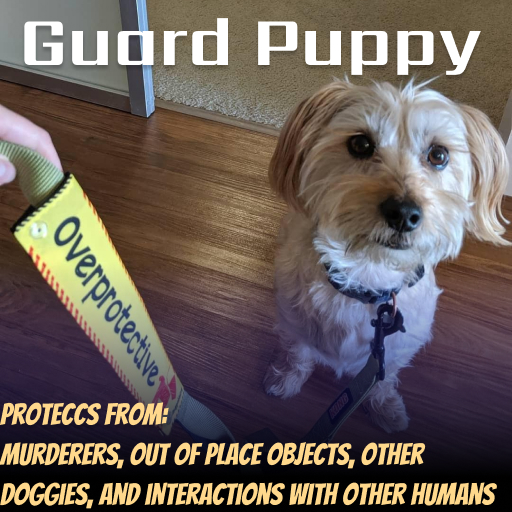 Guard Puppy
Overprotective
PROTECCS FROM:
MURDERERS, OUT OF PLACE OBJECTS, OTHER
DOGGIES, AND INTERACTIONS WITH OTHER HUMANS